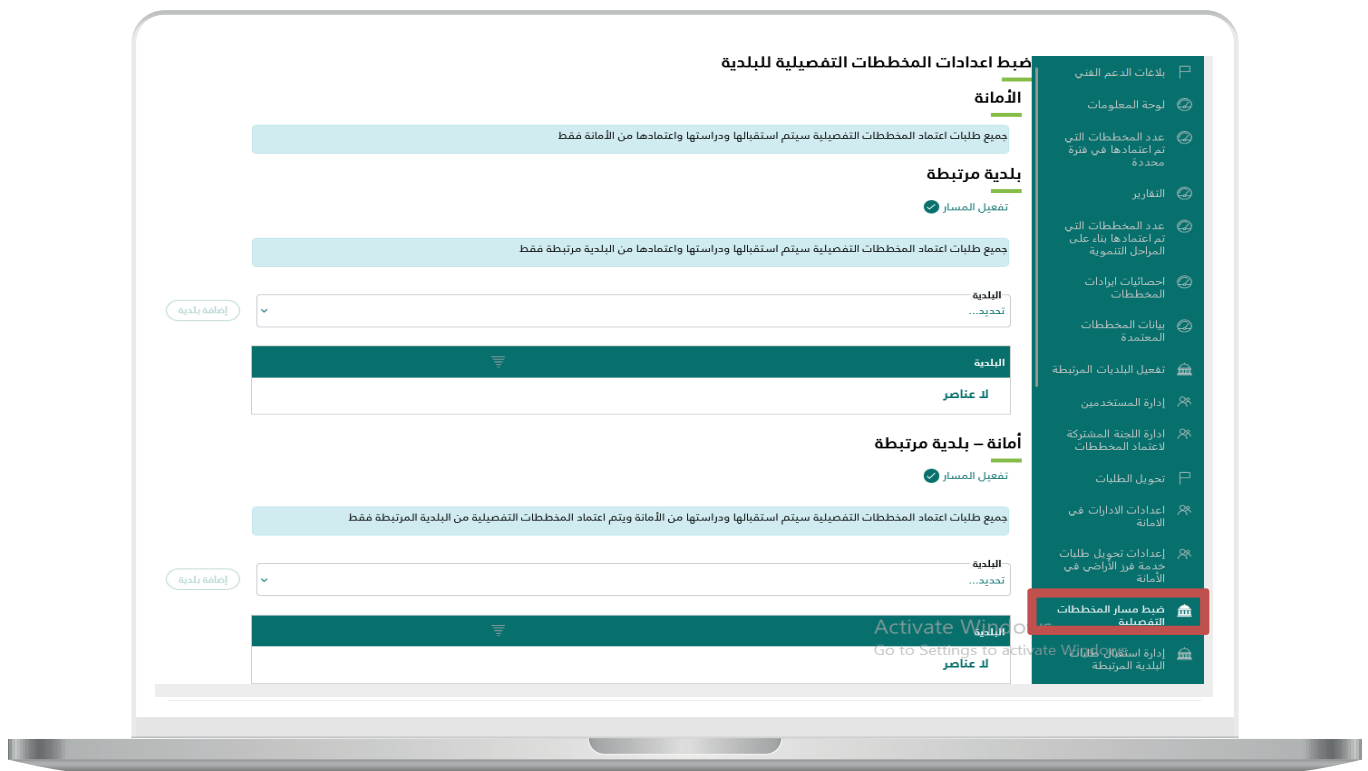 ضبط اعدادات المخططات التفصيلية للبلدية
الأمانة
جميع طلبات اعتماد المخططات التفصيلية سيتم استقبالها ودراستها واعتمادها من الأمانة فقط
بلدية مرتبطة
تفعيل المسار
جميع طلبات اعتماد المخططات التفصيلية سيتم استقبالها ودراستها واعتمادها من البلدية مرتبطة فقط
البلدية
تحديد...
إضافة بلدية
البلدية
لا عناصر
أمانة – بلدية مرتبطة
تفعيل المسار
جميع طلبات اعتماد المخططات التفصيلية سيتم استقبالها ودراستها من الأمانة ويتم اعتماد المخططات التفصيلية من البلدية المرتبطة فقط
البلدية
تحديد...
إضافة بلدية
البلدية
لا عناصر
بلاغات الدعم الفني
لوحة المعلومات
عدد المخططات التي
تم اعتمادها في فترة
محددة
التقارير
عدد المخططات التي
تم اعتمادها بناء على
المراحل التنموية
احصائيات ايرادات
المخططات
بيانات المخططات
المعتمدة
تفعيل البلديات المرتبطة
إدارة المستخدمين
ادارة اللجنة المشتركة
لاعتماد المخططات
تحويل الطلبات
اعدادات الادارات في
الامانة
إعدادات تحويل طلبات
خدمة فرز الأراضي في
الأمانة
ضبط مسار المخططات
التفصيلية
إدارة استقبال طلبات
البلدية المرتبطة
Activate Windows
Go to Settings to activate Windows.